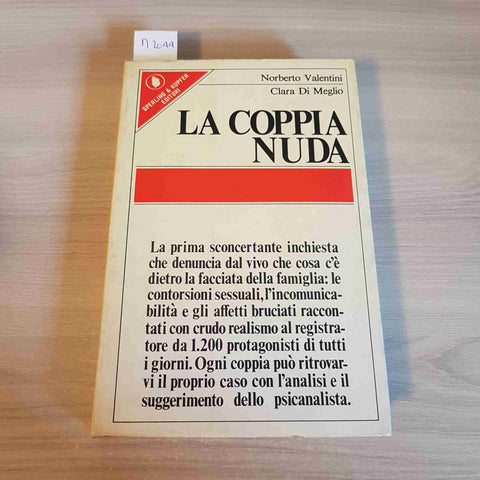 n 2044
SPERLING & KUPFER
EDITORI
Norberto Valentini
Clara Di Meglio
LA COPPIA
NUDA
La prima sconcertante inchiesta
che denuncia dal vivo che cosa c'è
dietro la facciata della famiglia: le
contorsioni sessuali, l'incomunica-
bilità e gli affetti bruciati raccon-
tati con crudo realismo al registra-
tore da 1.200 protagonisti di tutti
i giorni. Ogni coppia può ritrovar-
vi il proprio caso con l'analisi e il
suggerimento dello psicanalista.